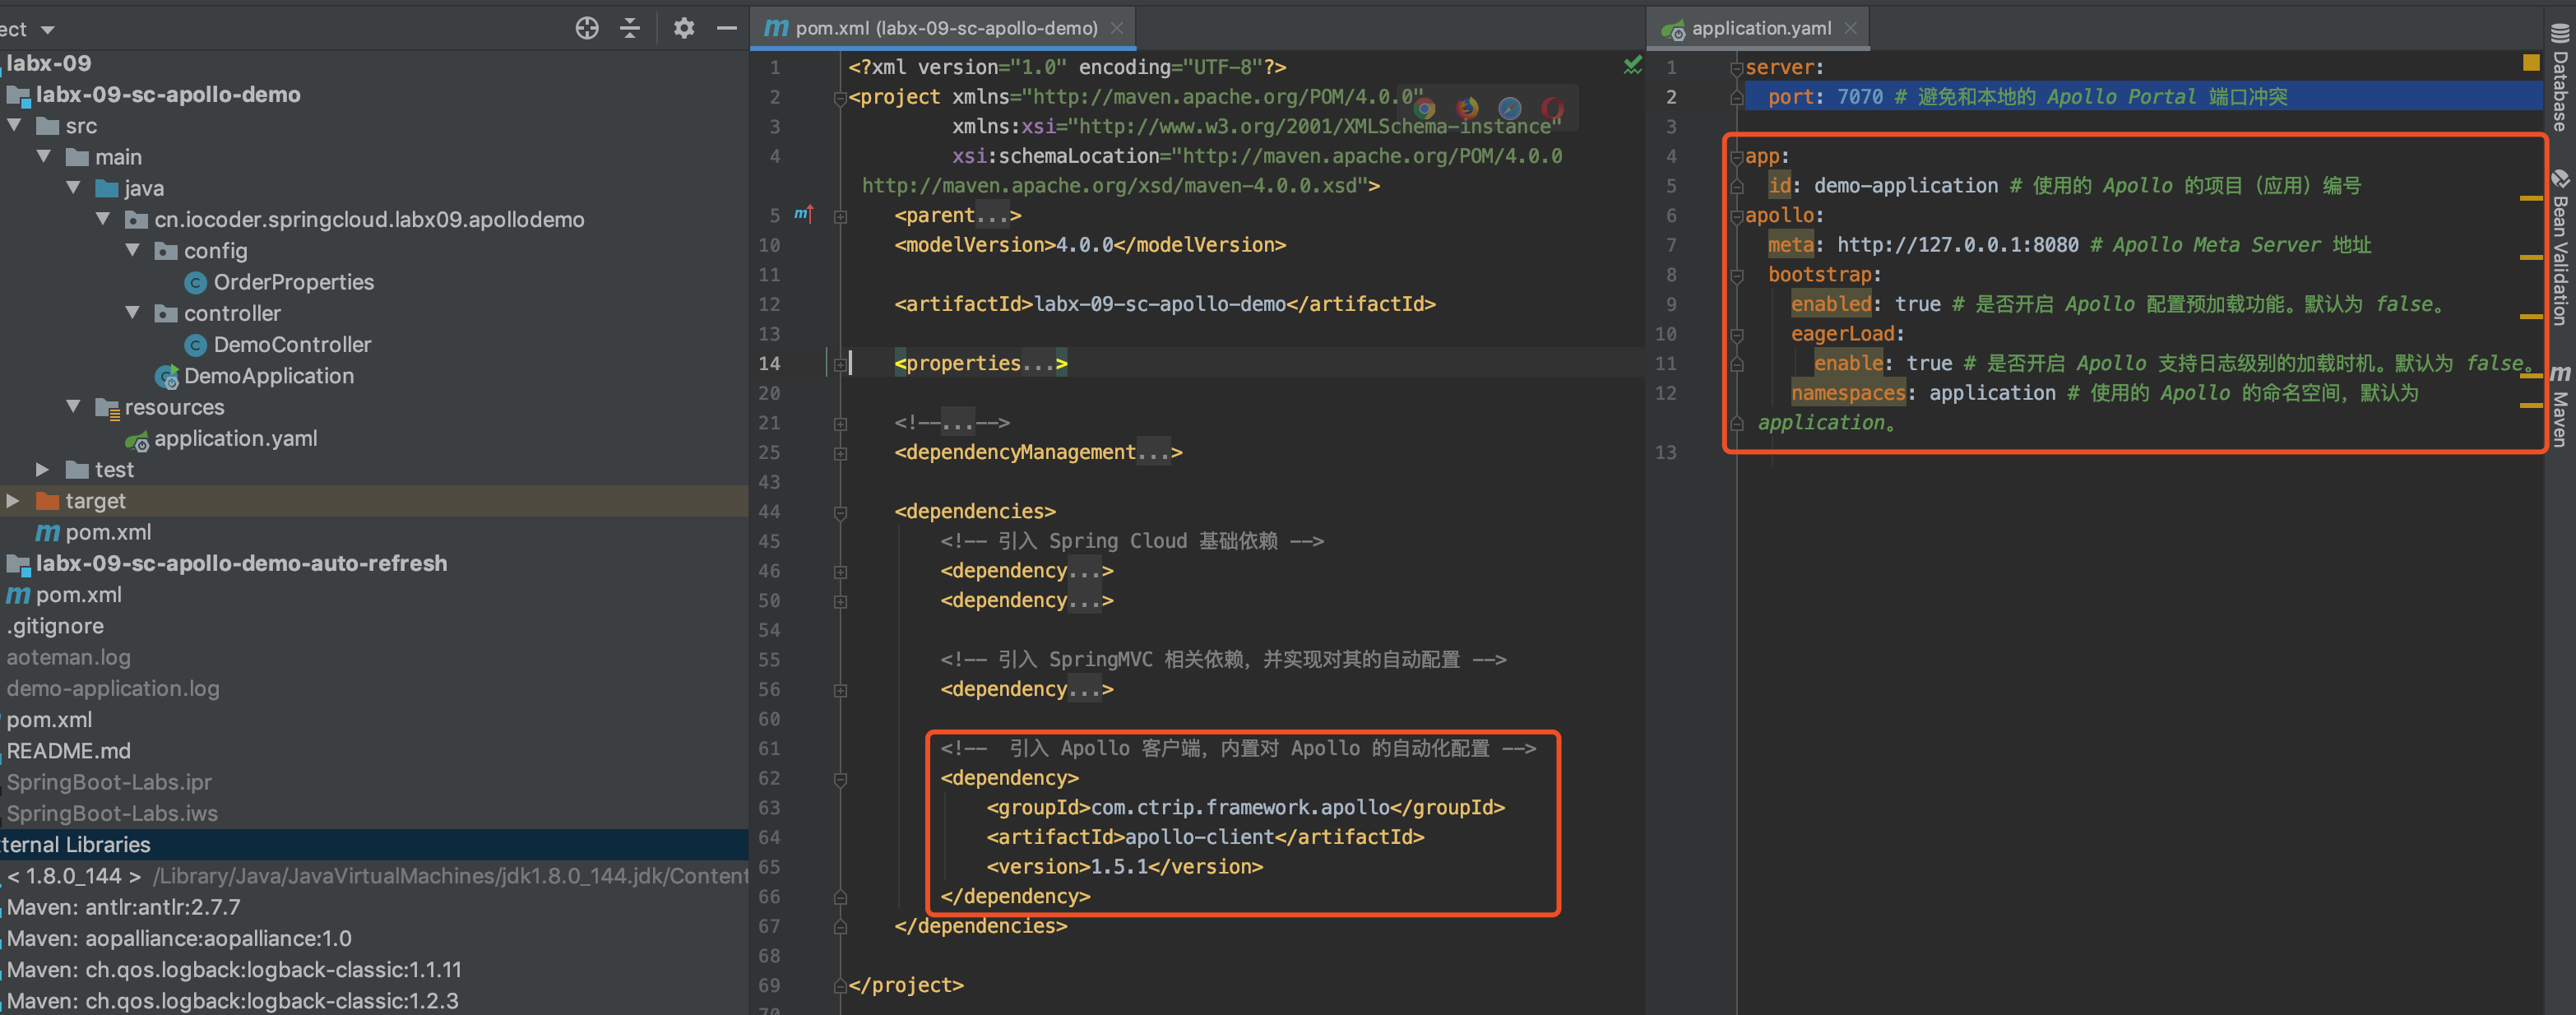 ect
labx-09
labx-09-sc-apollo-demo
src
main
java
cn.iocoder.springcloud.labx09.apollodemo
config
OrderProperties
controller
DemoController
DemoApplication
resources
application.yaml
test
target
pom.xml
labx-09-sc-apollo-demo-auto-refresh
pom.xml
.gitignore
aoteman.log
demo-application.log
pom.xml
README.md
SpringBoot-Labs.ipr
SpringBoot-Labs.iws
ternal Libraries
< 1.8.0_144 > /Library/Java/JavaVirtualMachines/jdk1.8.0_144.jdk/Content
Maven: antlr:antlr:2.7.7
Maven: aopalliance:aopalliance:1.0
Maven: ch.qos.logback:logback-classic:1.1.11
Maven: ch.qos.logback:logback-classic:1.2.3
pom.xml (labx-09-sc-apollo-demo)
1 <?xml version="1.0" encoding="UTF-8"?>
2 <project xmlns="http://maven.apache.org/POM/4.0.0"
3 xmlns:xsi="http://www.w3.org/2001/XMLSchema-instance"
4 xsi:schemaLocation="http://maven.apache.org/POM/4.0.0
http://maven.apache.org/xsd/maven-4.0.0.xsd">
5 <parent...>
10 <modelVersion>4.0.0</modelVersion>
11
12 <artifactId>labx-09-sc-apollo-demo</artifactId>
13
14 <properties...>
20
21 <!--...-->
25 <dependencyManagement...>
43
44 <dependencies>
45 <!-- 引入 Spring Cloud 基础依赖 -->
46 <dependency...>
50 <dependency...>
54
55 <!-- 引入 SpringMVC 相关依赖，并实现对其的自动配置 -->
56 <dependency...>
60
61 <!-- 引入 Apollo 客户端，内置对 Apollo 的自动化配置 -->
62 <dependency>
63 <groupId>com.ctrip.framework.apollo</groupId>
64 <artifactId>apollo-client</artifactId>
65 <version>1.5.1</version>
66 </dependency>
67 </dependencies>
68
69 </project>
70
application.yaml
1 server:
2 port: 7070 # 避免和本地的 Apollo Portal 端口冲突
3
4 app:
5 id: demo-application # 使用的 Apollo 的项目（应用）编号
6 apollo:
7 meta: http://127.0.0.1:8080 # Apollo Meta Server 地址
8 bootstrap:
9 enabled: true # 是否开启 Apollo 配置预加载功能。默认为 false。
10 eagerLoad:
11 enable: true # 是否开启 Apollo 支持日志级别的加载时机。默认为 false。
12 namespaces: application # 使用的 Apollo 的命名空间，默认为
application。
13
Database
Bean Validation
Maven